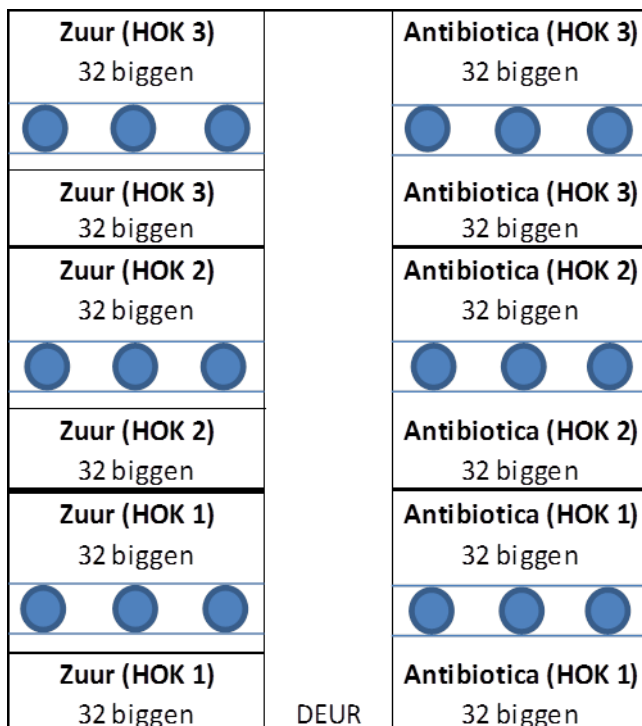 Zuur (HOK 3)
32 biggen
Zuur (HOK 3)
32 biggen
Zuur (HOK 2)
32 biggen
Zuur (HOK 2)
32 biggen
Zuur (HOK 1)
32 biggen
Zuur (HOK 1)
32 biggen
DEUR
Antibiotica (HOK 3)
32 biggen
Antibiotica (HOK 3)
32 biggen
Antibiotica (HOK 2)
32 biggen
Antibiotica (HOK 2)
32 biggen
Antibiotica (HOK 1)
32 biggen
Antibiotica (HOK 1)
32 biggen